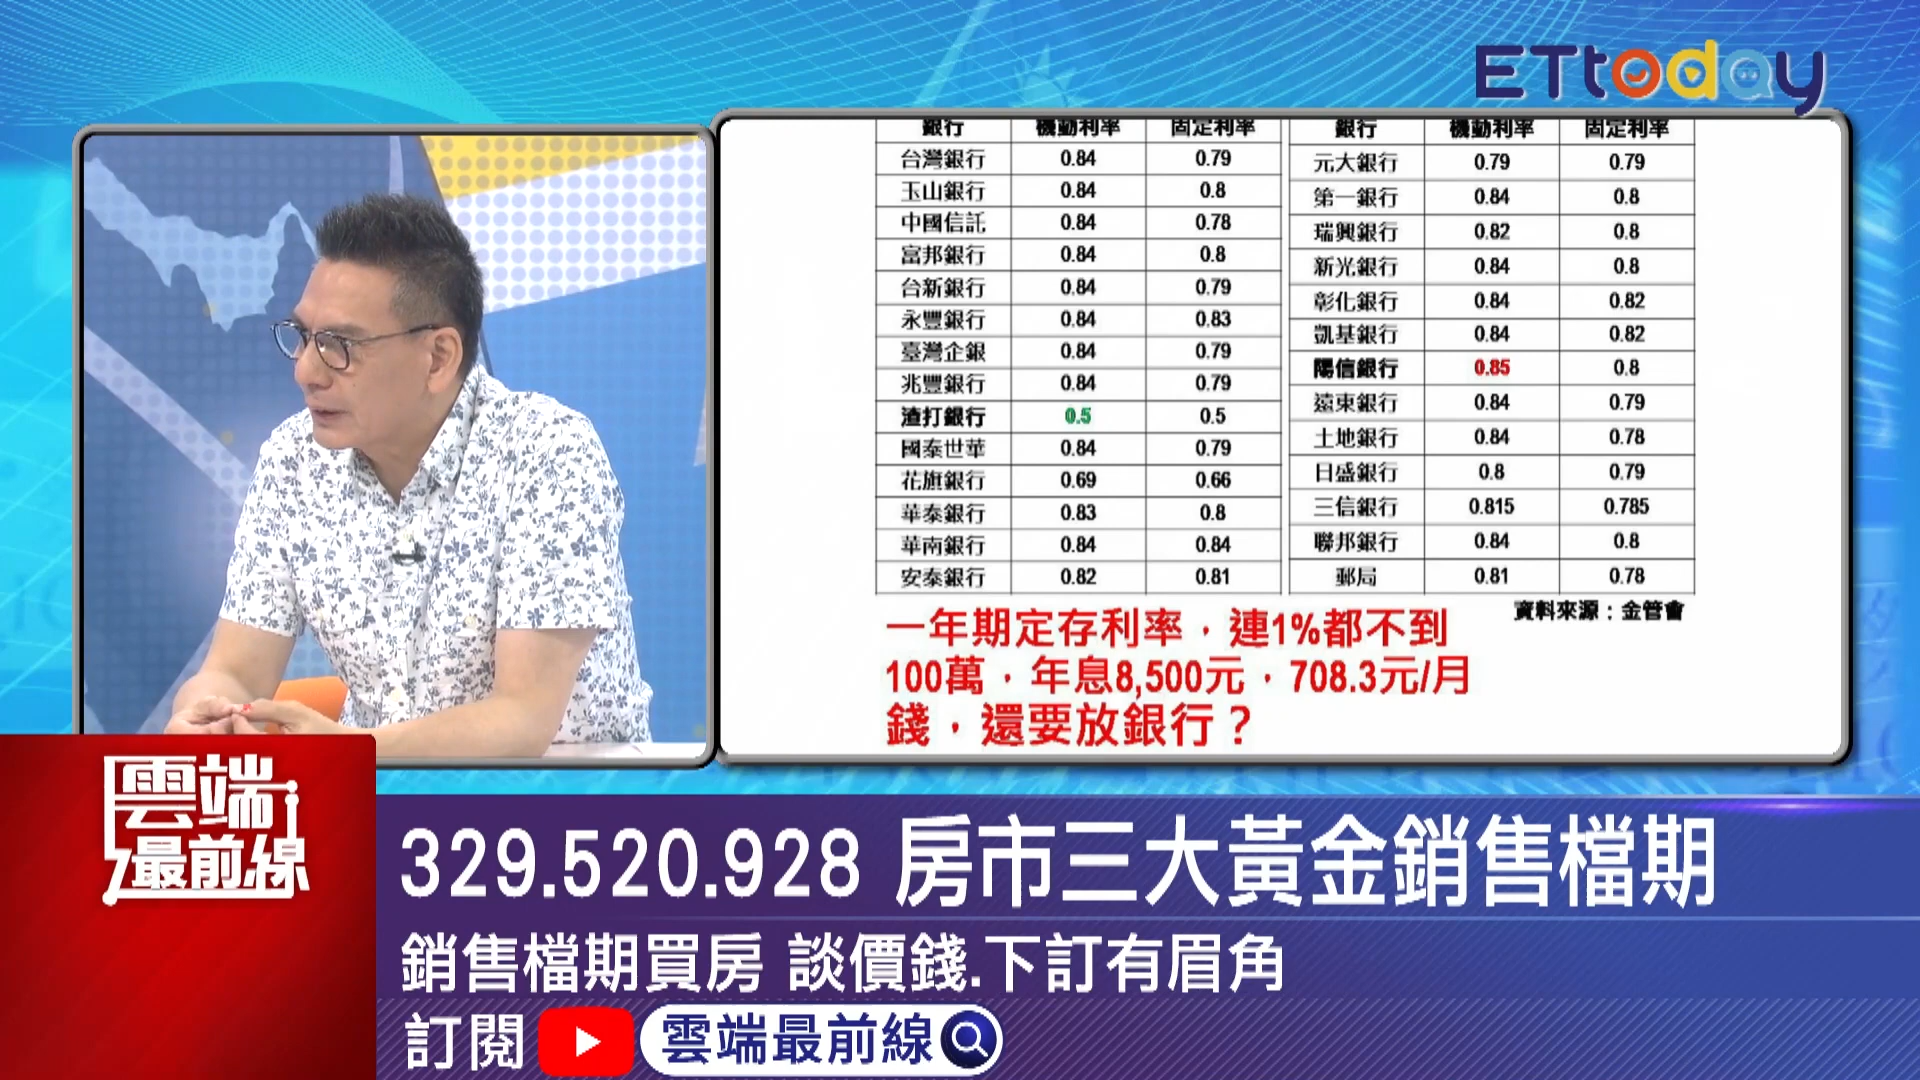 ETtoday
銀行 機動利率 固定利率
台灣銀行 0.84 0.79
玉山銀行 0.84 0.8
中國信託 0.84 0.78
富邦銀行 0.84 0.8
台新銀行 0.84 0.79
永豐銀行 0.84 0.83
臺灣企銀 0.84 0.79
兆豐銀行 0.84 0.79
渣打銀行 0.5 0.5
國泰世華 0.84 0.79
花旗銀行 0.69 0.66
華泰銀行 0.83 0.8
華南銀行 0.84 0.84
安泰銀行 0.82 0.81
銀行 機動利率 固定利率
元大銀行 0.79 0.79
第一銀行 0.84 0.8
瑞興銀行 0.82 0.8
新光銀行 0.84 0.8
彰化銀行 0.84 0.82
凱基銀行 0.84 0.82
陽信銀行 0.85 0.8
遠東銀行 0.84 0.79
土地銀行 0.84 0.78
日盛銀行 0.8 0.79
三信銀行 0.815 0.785
聯邦銀行 0.84 0.8
郵局 0.81 0.78
資料來源：金管會
一年期定存利率，連1%都不到
100萬，年息8,500元，708.3元/月
錢，還要放銀行？
雲端
最前線
329.520.928 房市三大黃金銷售檔期
銷售檔期買房 談價錢.下訂有眉角
訂閱 雲端最前線